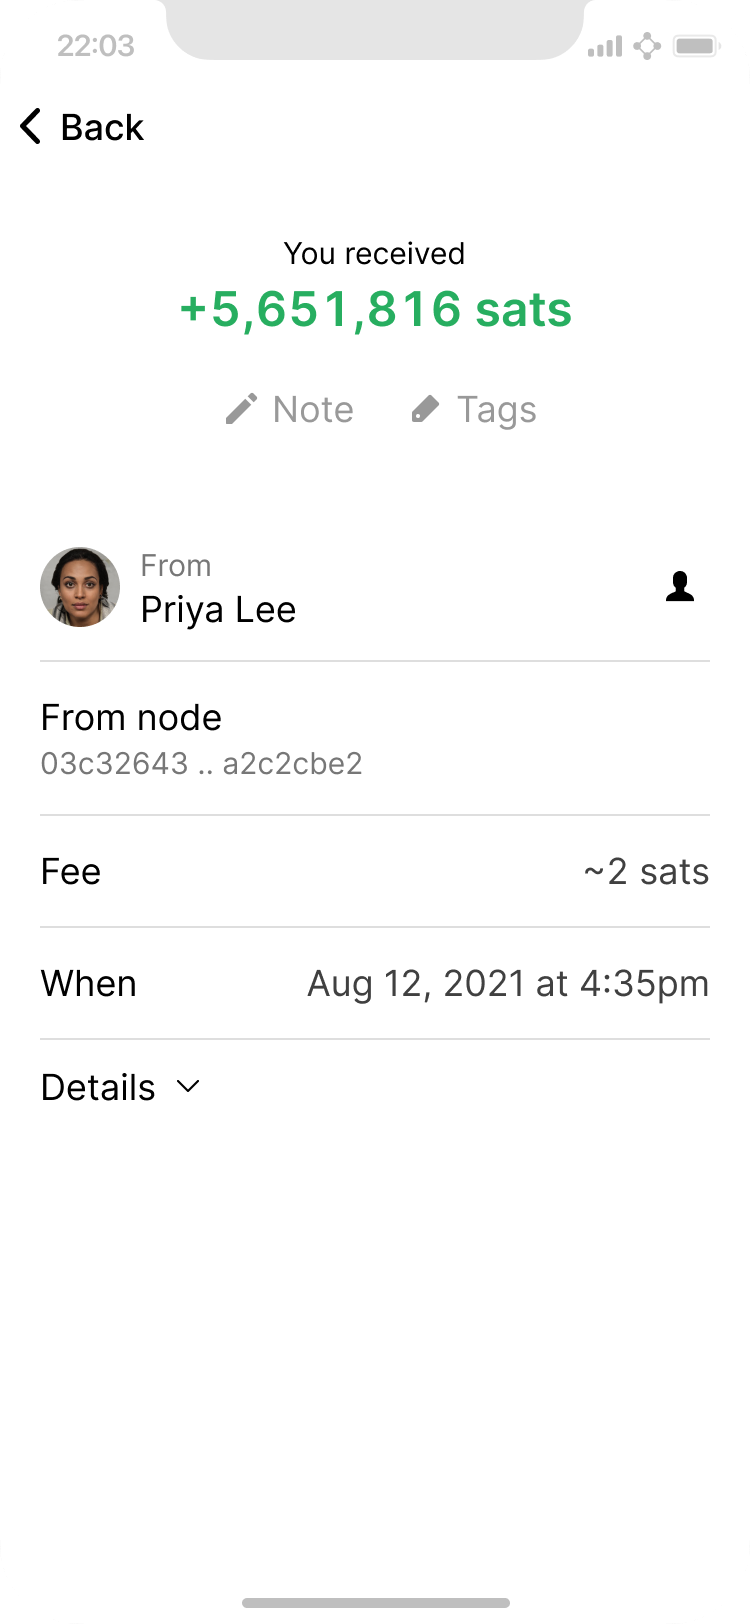 22:03
Back
You received
+5,651,816 sats
Note Tags
From
Priya Lee
From node
03c32643 .. a2c2cbe2
Fee ~2 sats
When Aug 12, 2021 at 4:35pm
Details